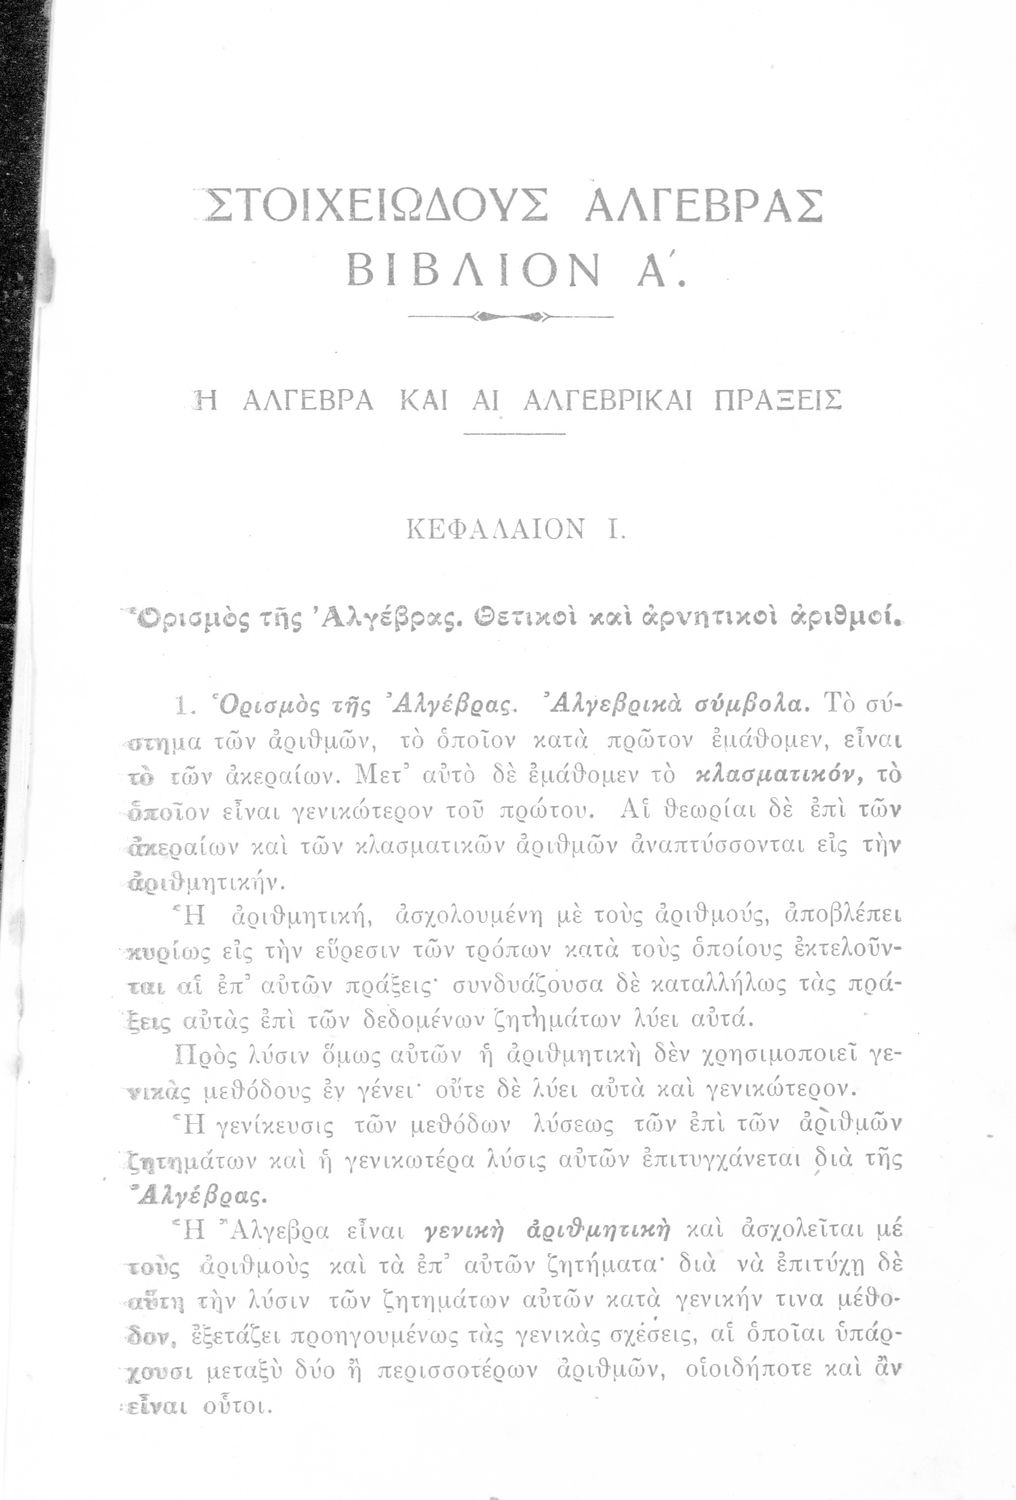 ΣΤΟΙΧΕΙΩΔΟΥΣ ΑΛΓΕΒΡΑΣ
ΒΙΒΛΙΟΝ Α΄.
Η ΑΛΓΕΒΡΑ ΚΑΙ ΑΙ ΑΛΓΕΒΡΙΚΑΙ ΠΡΑΞΕΙΣ
ΚΕΦΑΛΑΙΟΝ Ι.
Ὁρισμὸς τῆς Ἀλγέβρας. Θετικοὶ καὶ ἀρνητικοὶ ἀριθμοί.
1. Ὁρισμὸς τῆς Ἀλγέβρας. Ἀλγεβρικὰ σύμβολα. Τὸ σύ-
στημα τῶν ἀριθμῶν, τὸ ὁποῖον κατὰ πρῶτον ἐμάθομεν, εἶναι
τὸ τῶν ἀκεραίων. Μετ' αὐτὸ δὲ ἐμάθομεν τὸ κλασματικόν, τὸ
ὁποῖον εἶναι γενικώτερον τοῦ πρώτου. Αἱ θεωρίαι δὲ ἐπὶ τῶν
ἀκεραίων καὶ τῶν κλασματικῶν ἀριθμῶν ἀναπτύσσονται εἰς τὴν
ἀριθμητικήν.
Ἡ ἀριθμητική, ἀσχολουμένη μὲ τοὺς ἀριθμούς, ἀποβλέπει
κυρίως εἰς τὴν εὕρεσιν τῶν τρόπων κατὰ τοὺς ὁποίους ἐκτελοῦν-
ται αἱ ἐπ' αὐτῶν πράξεις· συνδυάζουσα δὲ καταλλήλως τὰς πρά-
ξεις αὐτὰς ἐπὶ τῶν δεδομένων ζητημάτων λύει αὐτά.
Πρὸς λύσιν ὅμως αὐτῶν ἡ ἀριθμητικὴ δὲν χρησιμοποιεῖ γε-
νικὰς μεθόδους ἐν γένει· οὔτε δὲ λύει αὐτὰ καὶ γενικώτερον.
Ἡ γενίκευσις τῶν μεθόδων λύσεως τῶν ἐπὶ τῶν ἀριθμῶν
ζητημάτων καὶ ἡ γενικωτέρα λύσις αὐτῶν ἐπιτυγχάνεται διὰ τῆς
Ἀλγέβρας.
Ἡ Ἄλγεβρα εἶναι γενικὴ ἀριθμητικὴ καὶ ἀσχολεῖται μέ
τοὺς ἀριθμοὺς καὶ τὰ ἐπ' αὐτῶν ζητήματα· διὰ νὰ ἐπιτύχῃ δὲ
αὕτη τὴν λύσιν τῶν ζητημάτων αὐτῶν κατὰ γενικήν τινα μέθο-
δον, ἐξετάζει προηγουμένως τὰς γενικὰς σχέσεις, αἱ ὁποῖαι ὑπάρ-
χουσι μεταξὺ δύο ἢ περισσοτέρων ἀριθμῶν, οἱοιδήποτε καὶ ἂν
εἶναι οὗτοι.